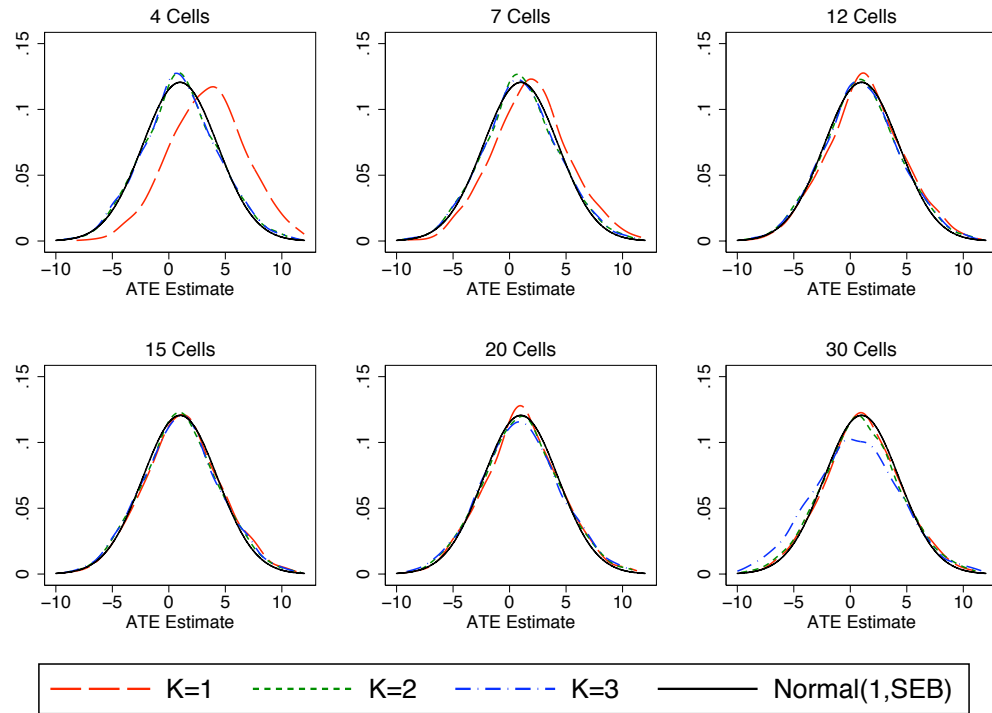 4 Cells
7 Cells
12 Cells
.15
.1
.05
0
−10 −5 0 5 10
ATE Estimate
.15
.1
.05
0
−10 −5 0 5 10
ATE Estimate
.15
.1
.05
0
−10 −5 0 5 10
ATE Estimate
15 Cells
20 Cells
30 Cells
.15
.1
.05
0
−10 −5 0 5 10
ATE Estimate
.15
.1
.05
0
−10 −5 0 5 10
ATE Estimate
.15
.1
.05
0
−10 −5 0 5 10
ATE Estimate
K=1 K=2 K=3 Normal(1,SEB)